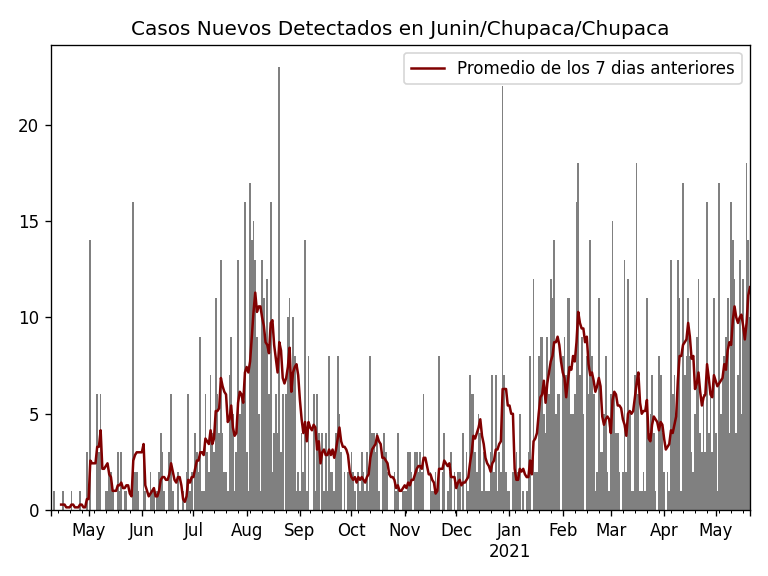 Casos Nuevos Detectados en Junin/Chupaca/Chupaca
Promedio de los 7 dias anteriores
20
15
10
5
0
May Jun Jul Aug Sep Oct Nov Dec Jan Feb Mar Apr May
2021